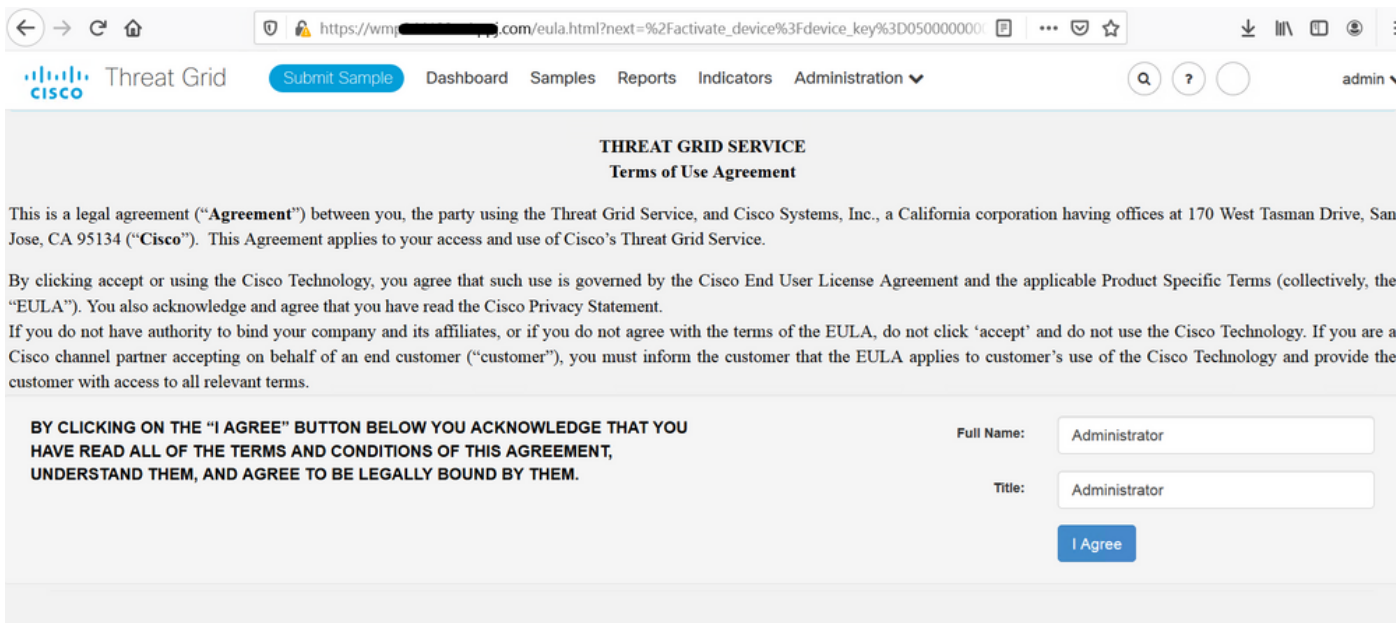 https://wmp .com/eula.html?next=%2Factivate_device%3Fdevice_key%3D050000000
CISCO Threat Grid Submit Sample Dashboard Samples Reports Indicators Administration ? admin
THREAT GRID SERVICE
Terms of Use Agreement
This is a legal agreement (“Agreement”) between you, the party using the Threat Grid Service, and Cisco Systems, Inc., a California corporation having offices at 170 West Tasman Drive, San
Jose, CA 95134 (“Cisco”). This Agreement applies to your access and use of Cisco’s Threat Grid Service.
By clicking accept or using the Cisco Technology, you agree that such use is governed by the Cisco End User License Agreement and the applicable Product Specific Terms (collectively, the
“EULA”). You also acknowledge and agree that you have read the Cisco Privacy Statement.
If you do not have authority to bind your company and its affiliates, or if you do not agree with the terms of the EULA, do not click ‘accept’ and do not use the Cisco Technology. If you are a
Cisco channel partner accepting on behalf of an end customer (“customer”), you must inform the customer that the EULA applies to customer’s use of the Cisco Technology and provide the
customer with access to all relevant terms.
BY CLICKING ON THE “I AGREE” BUTTON BELOW YOU ACKNOWLEDGE THAT YOU
HAVE READ ALL OF THE TERMS AND CONDITIONS OF THIS AGREEMENT,
UNDERSTAND THEM, AND AGREE TO BE LEGALLY BOUND BY THEM.
Full Name: Administrator
Title: Administrator
I Agree